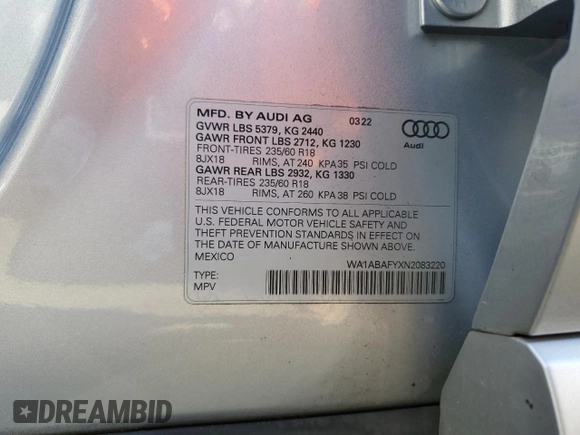 MFD. BY AUDI AG 0322
GVWR LBS 5379, KG 2440
GAWR FRONT LBS 2712, KG 1230
FRONT-TIRES 235/60 R18
8JX18 RIMS, AT 240 KPA 35 PSI COLD
GAWR REAR LBS 2932, KG 1330
REAR-TIRES 235/60 R18
8JX18 RIMS, AT 260 KPA 38 PSI COLD
Audi
THIS VEHICLE CONFORMS TO ALL APPLICABLE
U.S. FEDERAL MOTOR VEHICLE SAFETY AND
THEFT PREVENTION STANDARDS IN EFFECT ON
THE DATE OF MANUFACTURE SHOWN ABOVE.
MEXICO WA1ABAFYXN2083220
TYPE:
MPV
DREAMBID